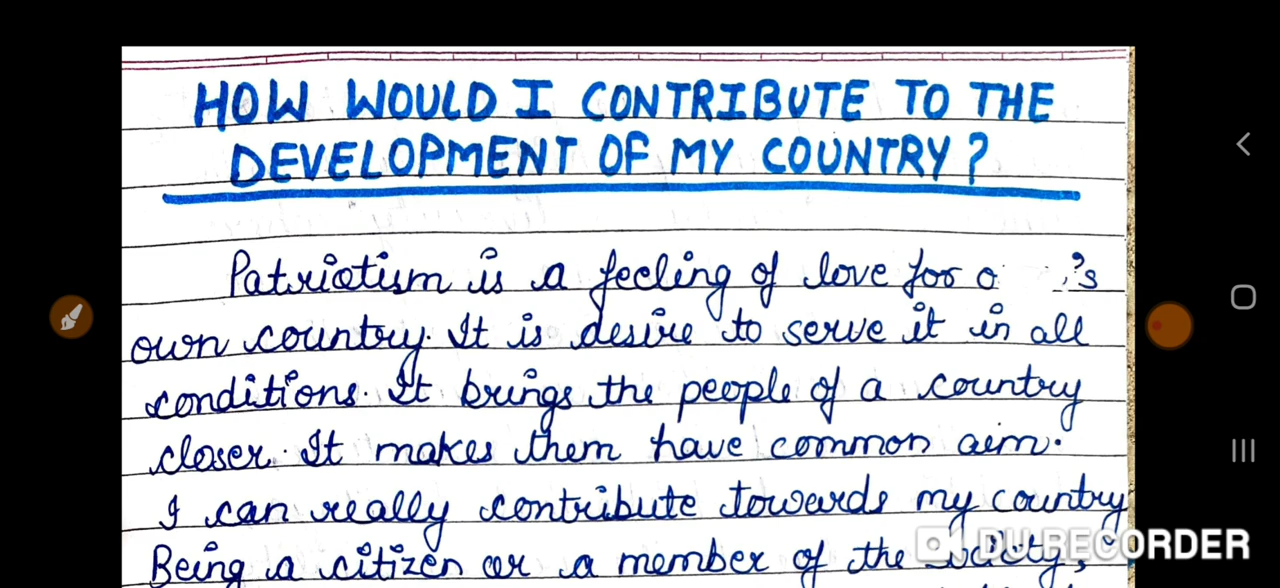 HOW WOULD I CONTRIBUTE TO THE
DEVELOPMENT OF MY COUNTRY?
Patriotism is a feeling of love for
own country. It is desire to serve it in all
conditions. It brings the people of a country
closer. It makes them have common aim.
I can really contribute towards my country
Being a citizen or a member of the society,
DU RECORDER